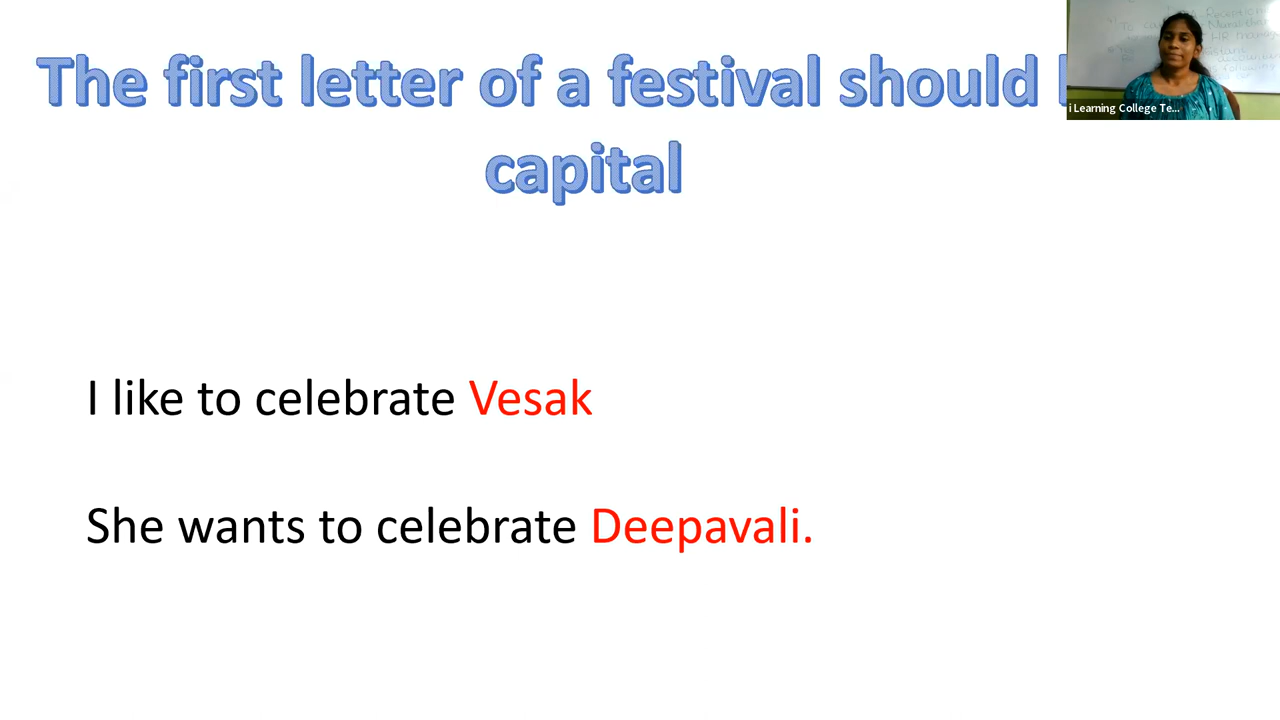 The first letter of a festival should
capital
i Learning College Te...
I like to celebrate Vesak
She wants to celebrate Deepavali.